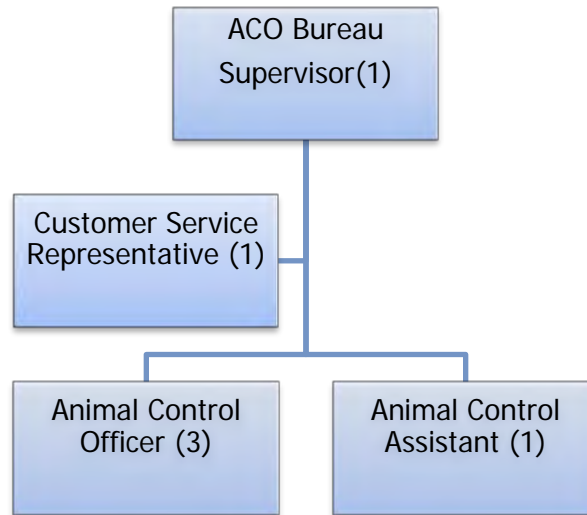 ACO Bureau
Supervisor(1)
Customer Service
Representative (1)
Animal Control
Officer (3)
Animal Control
Assistant (1)